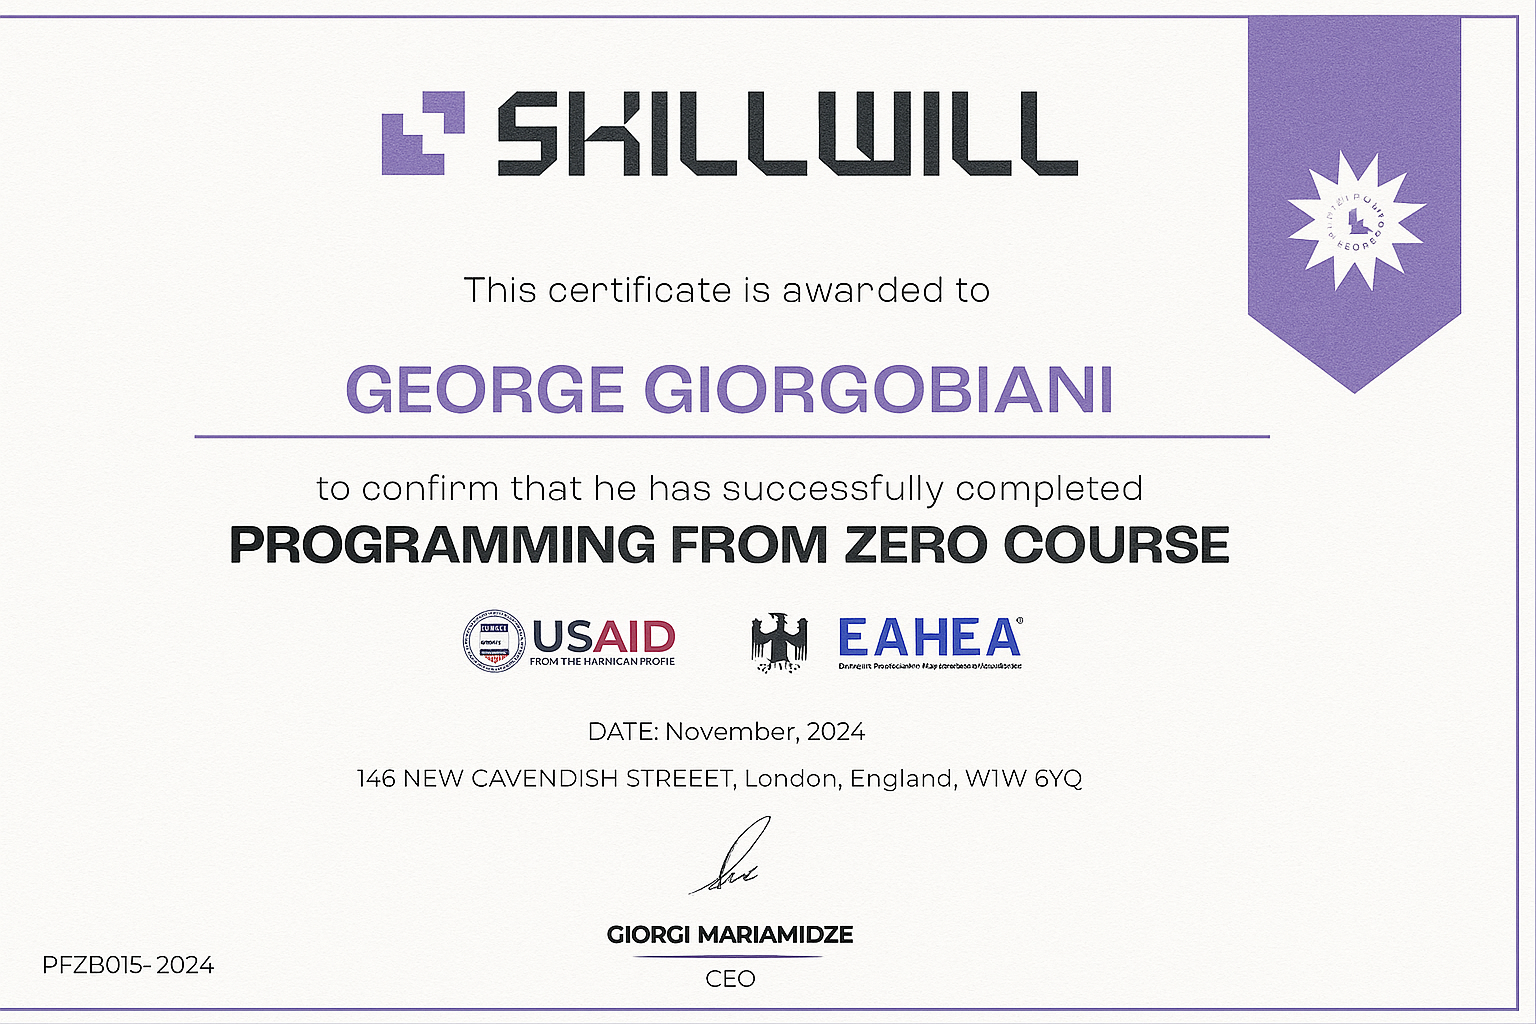 SKILLWILL
This certificate is awarded to
GEORGE GIORGOBIANI
to confirm that he has successfully completed
PROGRAMMING FROM ZERO COURSE
USAID
FROM THE HARNICAN PROFIE
EAHEA®
DATE: November, 2024
146 NEW CAVENDISH STREEET, London, England, W1W 6YQ
GIORGI MARIAMIDZE
CEO
PFZB015-2024